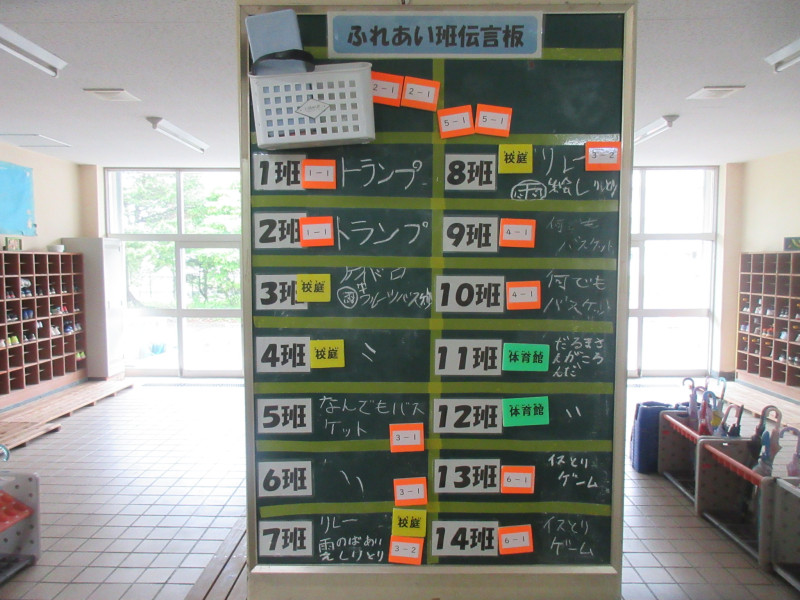 ふれあい班伝言板
2-1
2-1
5-1
5-1
1班 1-1 トランプ
2班 1-1 トランプ
3班 校庭 ケイドロ
雨 フルーツバスケット
4班 校庭 〃
5班 なんでもバス
ケット
3-1
6班 〃
3-1
7班 リレー 校庭
しりとり 3-2
8班 校庭 リレー 3-2
しりとり
9班 4-1 何でも
バスケット
10班 4-1 何でも
バスケット
11班 体育館 だるまさ
んがころ
んだ
12班 体育館 〃
13班 6-1 イスとり
ゲーム
14班 6-1 イスとり
ゲーム